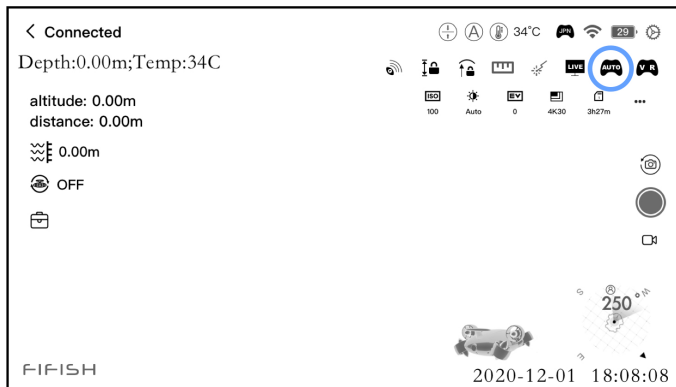 Connected
A 34°C JPN 29
Depth:0.00m;Temp:34C
LIVE AUTO V R
altitude: 0.00m
distance: 0.00m
ISO EV
100 Auto 0 4K30 3h27m
0.00m
OFF
S W
250°
E
FIFISH
2020-12-01 18:08:08